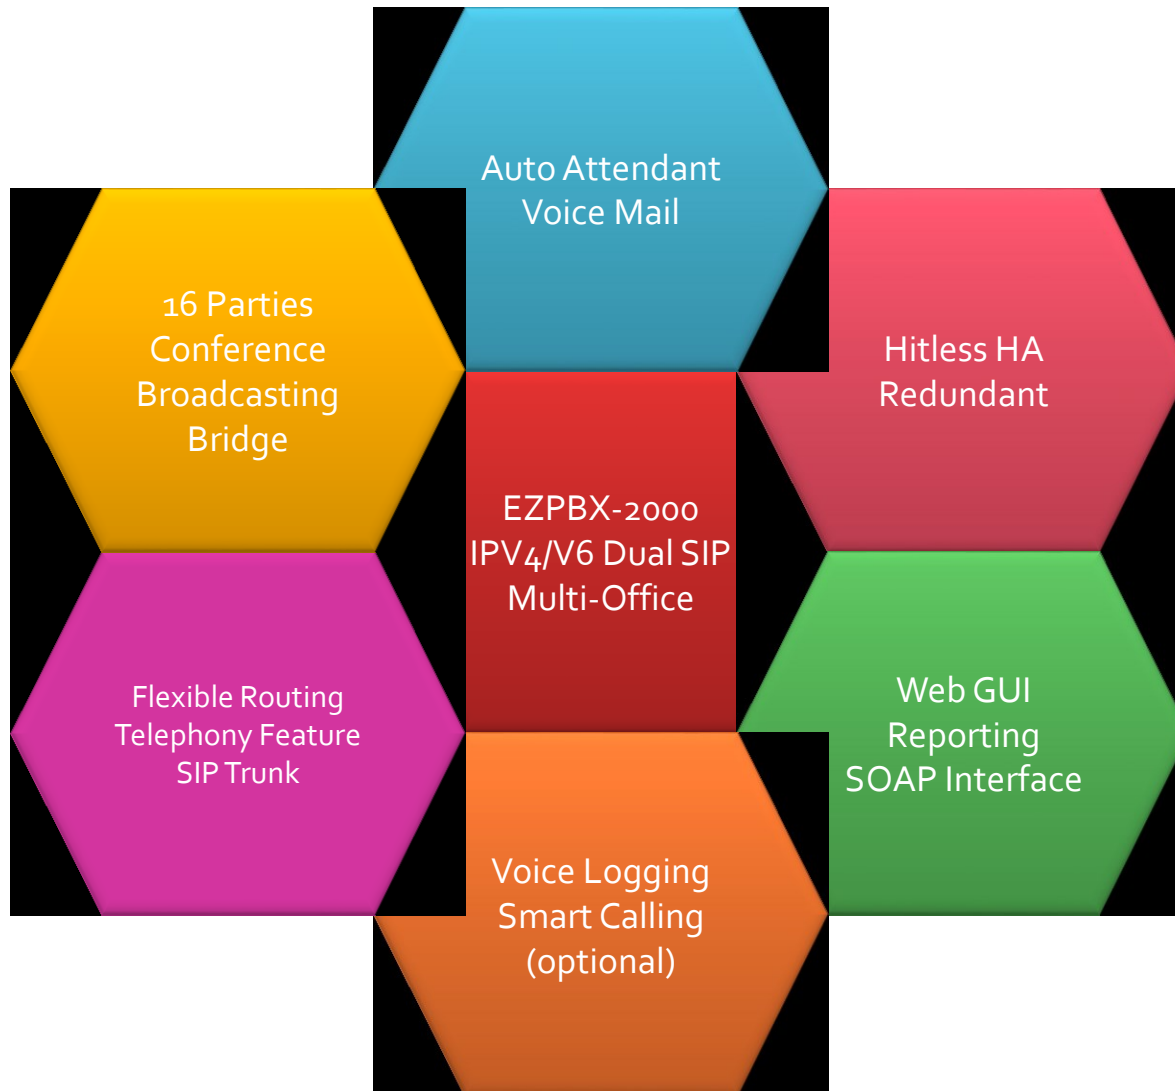 Auto Attendant
Voice Mail
16 Parties
Conference
Broadcasting
Bridge
Hitless HA
Redundant
EZPBX-2000
IPV4/V6 Dual SIP
Multi-Office
Flexible Routing
Telephony Feature
SIP Trunk
Web GUI
Reporting
SOAP Interface
Voice Logging
Smart Calling
(optional)